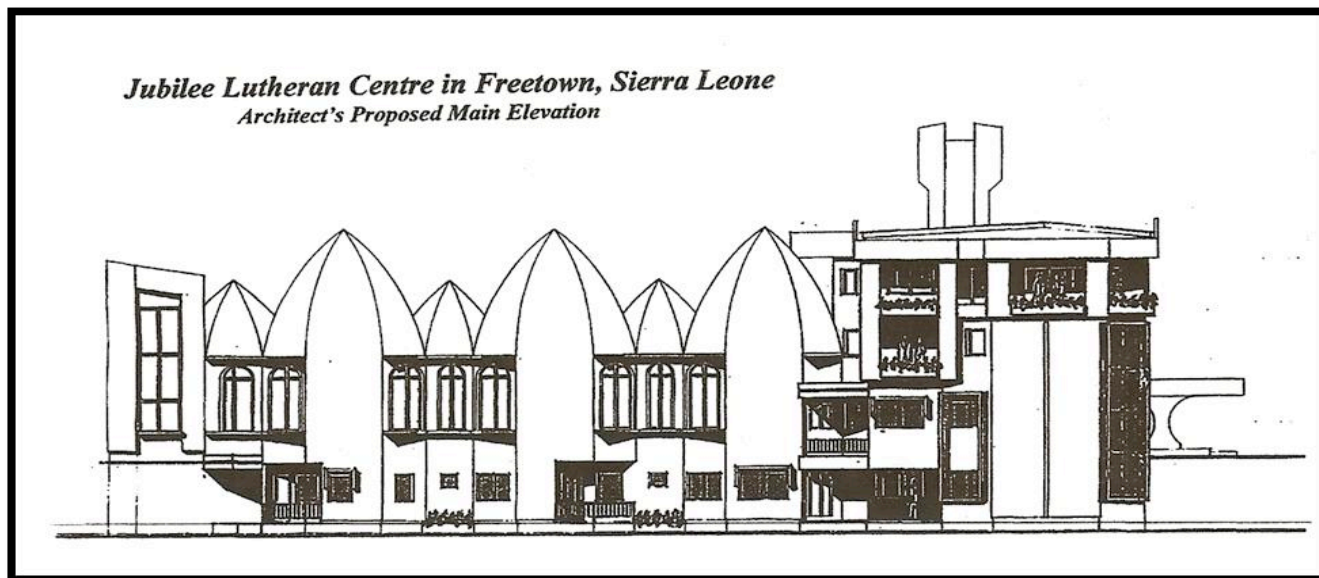 Jubilee Lutheran Centre in Freetown, Sierra Leone
Architect's Proposed Main Elevation